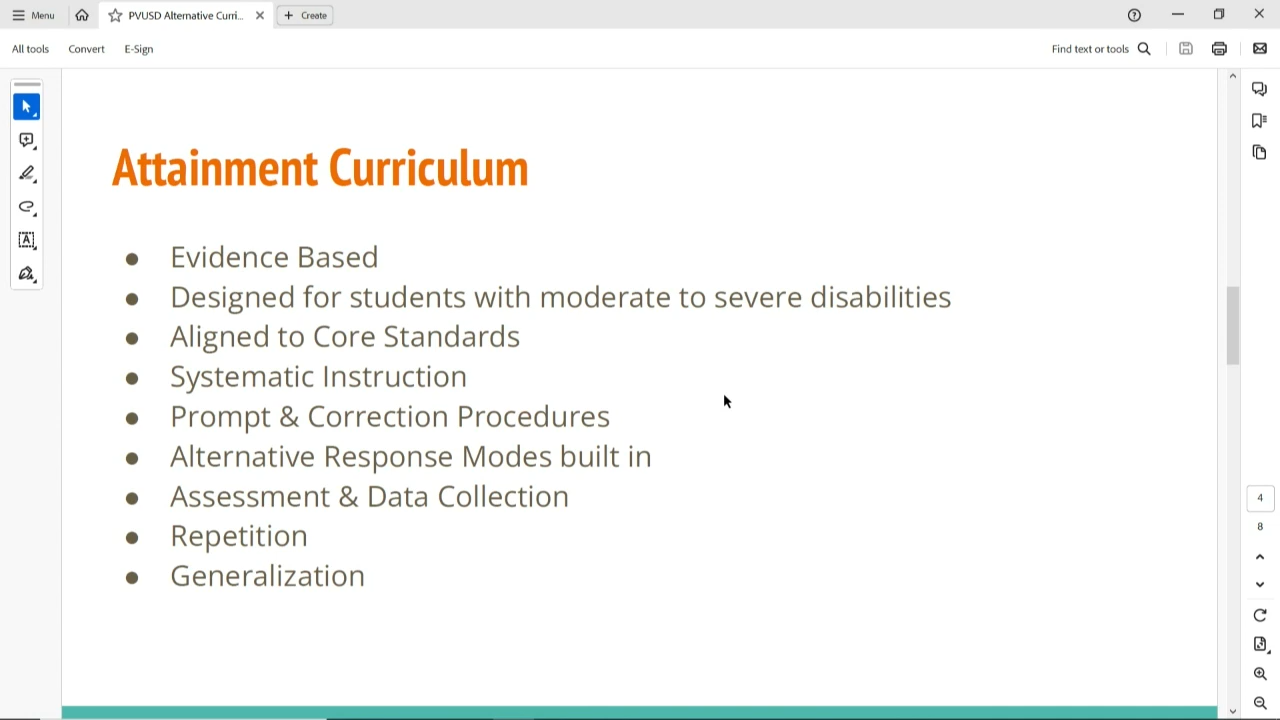 Menu
PVUSD Alternative Curri...
Create
All tools
Convert
E-Sign
Find text or tools
Attainment Curriculum
● Evidence Based
● Designed for students with moderate to severe disabilities
● Aligned to Core Standards
● Systematic Instruction
● Prompt & Correction Procedures
● Alternative Response Modes built in
● Assessment & Data Collection
● Repetition
● Generalization
4
8